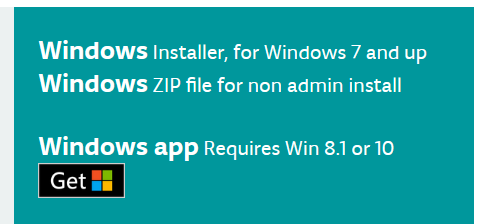 Windows Installer, for Windows 7 and up
Windows ZIP file for non admin install
Windows app Requires Win 8.1 or 10
Get